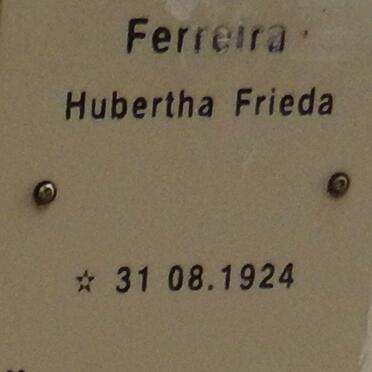 Ferreira
Hubertha Frieda
☆ 31 08.1924